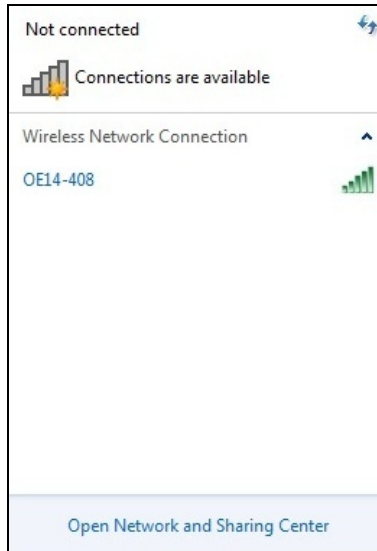 Not connected
Connections are available
Wireless Network Connection
OE14-408
Open Network and Sharing Center